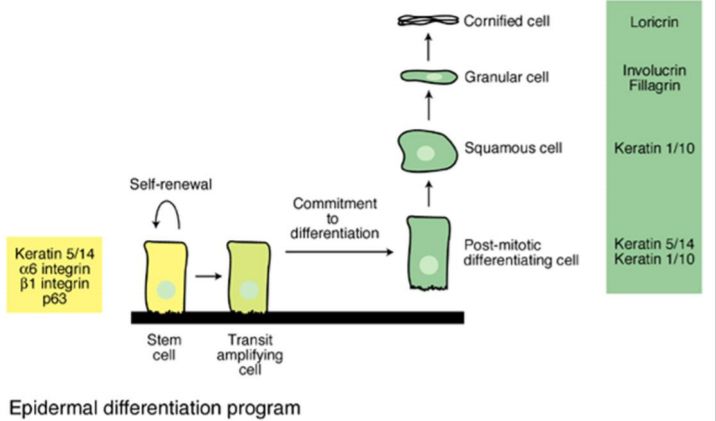 Cornified cell
Loricrin
Granular cell
Involucrin
Fillagrin
Squamous cell
Keratin 1/10
Self-renewal
Commitment
to
differentiation
Keratin 5/14
α6 integrin
β1 integrin
p63
Post-mitotic
differentiating cell
Keratin 5/14
Keratin 1/10
Stem
cell
Transit
amplifying
cell
Epidermal differentiation program